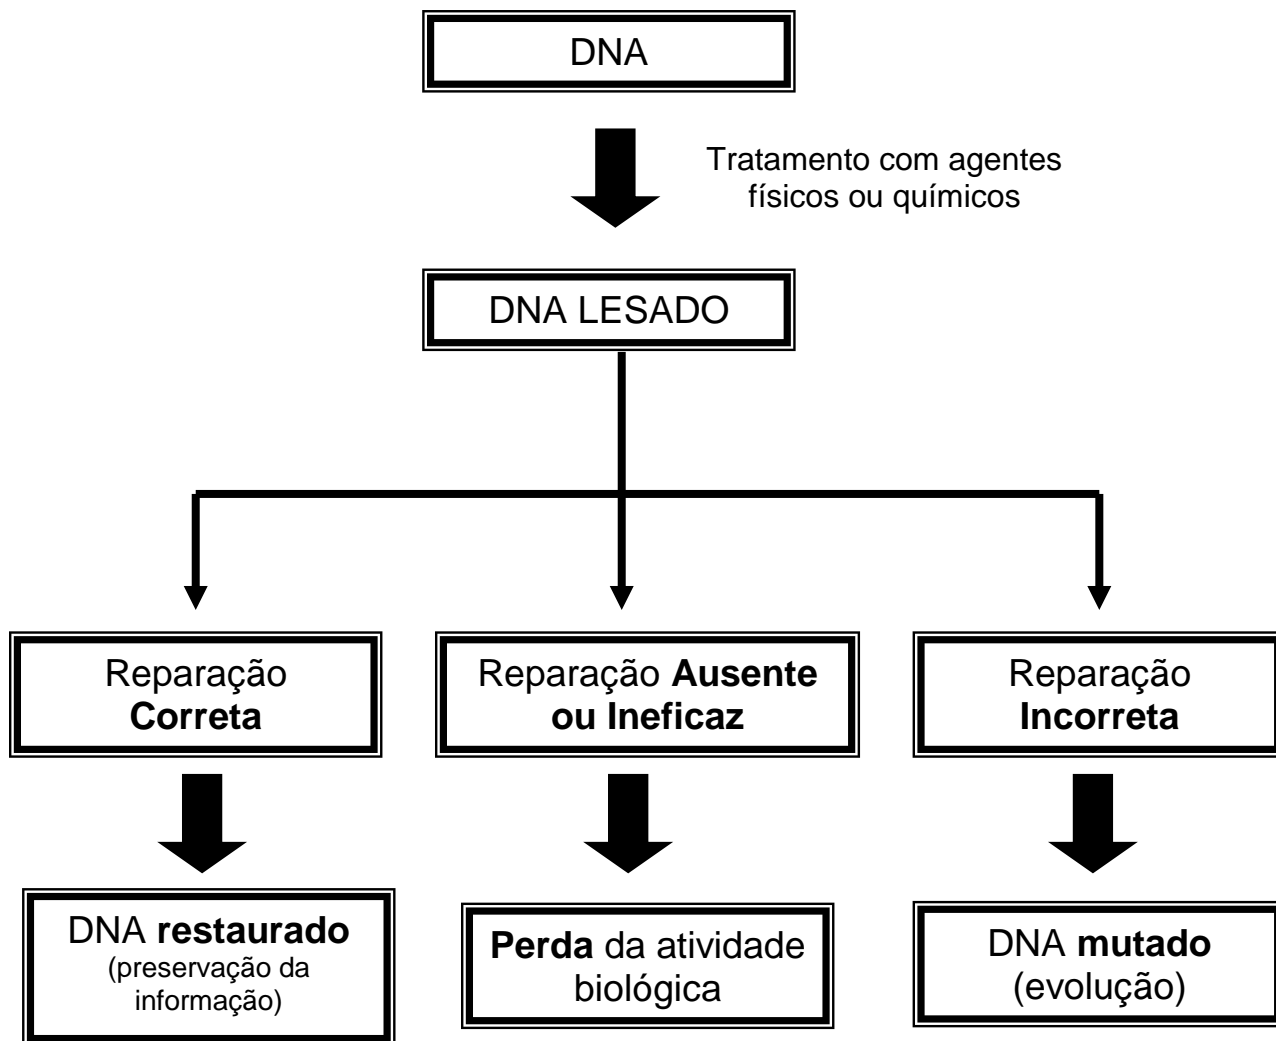 DNA
Tratamento com agentes
físicos ou químicos
DNA LESADO
Reparação
Correta
Reparação Ausente
ou Ineficaz
Reparação
Incorreta
DNA restaurado
(preservação da
informação)
Perda da atividade
biológica
DNA mutado
(evolução)